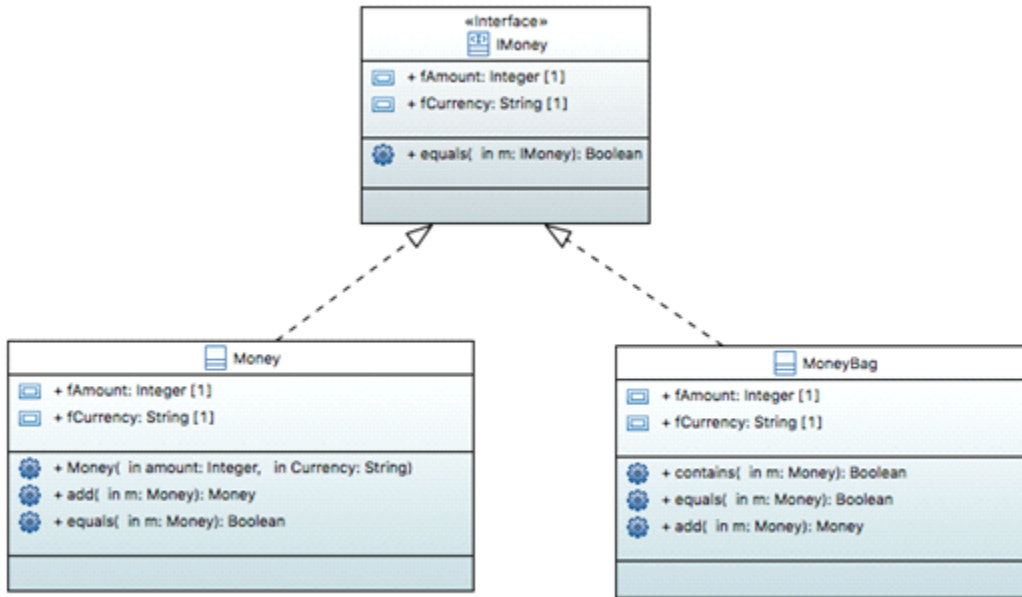 «Interface»
IMoney
+ fAmount: Integer [1]
+ fCurrency: String [1]
+ equals( in m: IMoney): Boolean
Money
+ fAmount: Integer [1]
+ fCurrency: String [1]
+ Money( in amount: Integer, in Currency: String)
+ add( in m: Money): Money
+ equals( in m: Money): Boolean
MoneyBag
+ fAmount: Integer [1]
+ fCurrency: String [1]
+ contains( in m: Money): Boolean
+ equals( in m: Money): Boolean
+ add( in m: Money): Money